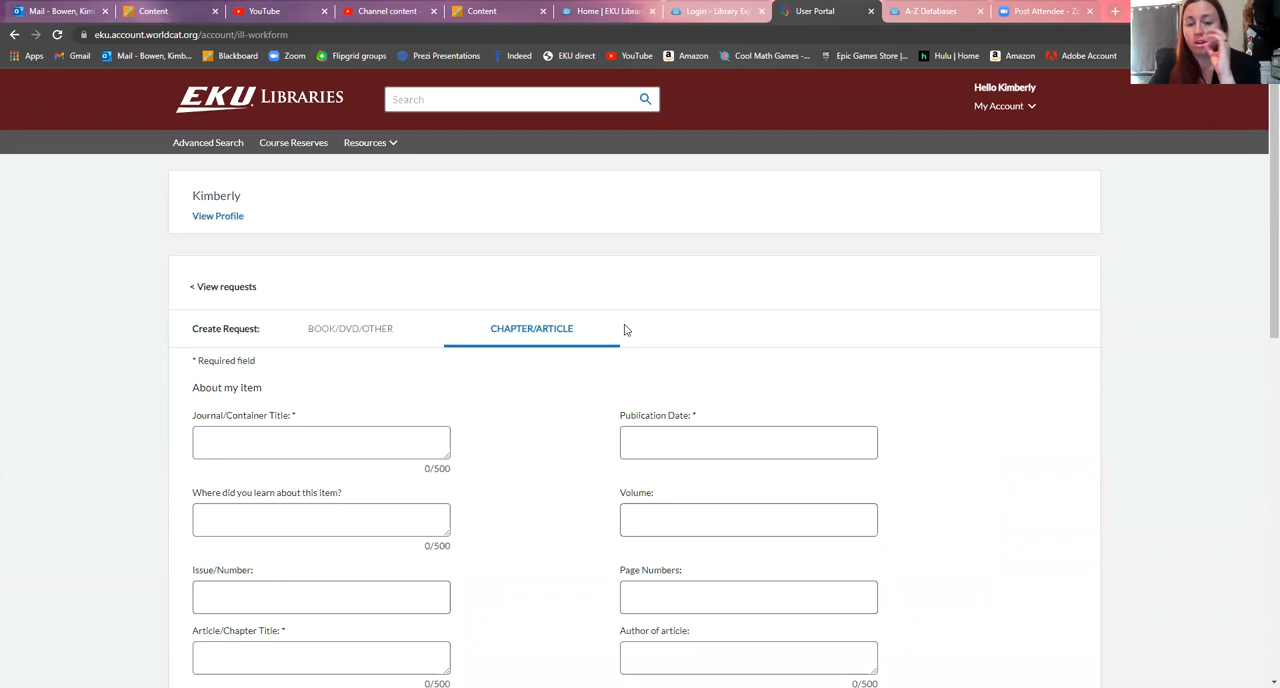 Mail - Bowen, Kimb
Content
YouTube
Channel content -
Content
Home | EKU Librar
Login - Library Ex
User Portal
A-Z Databases
Post Attendee - Zo
eku.account.worldcat.org/account/ill-workform
Apps
Gmail
Mail - Bowen, Kimb...
Blackboard
Zoom
Flipgrid groups
Prezi Presentations
Indeed
EKU direct
YouTube
Amazon
Cool Math Games -...
Epic Games Store |...
Hulu | Home
Amazon
Adobe Account
EKU LIBRARIES
Search
Hello Kimberly
My Account
Advanced Search
Course Reserves
Resources
Kimberly
View Profile
< View requests
Create Request:
BOOK/DVD/OTHER
CHAPTER/ARTICLE
* Required field
About my item
Journal/Container Title: *
Publication Date: *
0/500
Where did you learn about this item?
Volume:
0/500
Issue/Number:
Page Numbers:
Article/Chapter Title: *
Author of article:
0/500
0/500